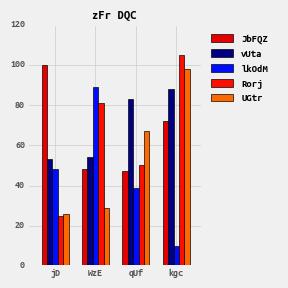 zFr DQC
120
100
80
60
40
20
0
jD WzE qUf kgc
JbFQZ
vUta
lkOdM
Rorj
UGtr